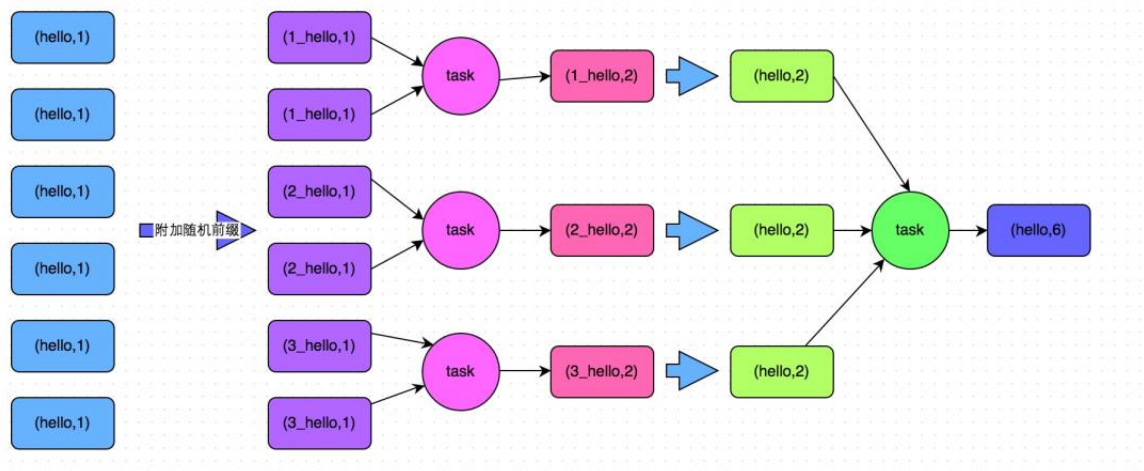 (hello,1)
(hello,1)
(hello,1)
(hello,1)
(hello,1)
(hello,1)
附加随机前缀
(1_hello,1)
(1_hello,1)
(2_hello,1)
(2_hello,1)
(3_hello,1)
(3_hello,1)
task
task
task
(1_hello,2)
(2_hello,2)
(3_hello,2)
(hello,2)
(hello,2)
(hello,2)
task
(hello,6)